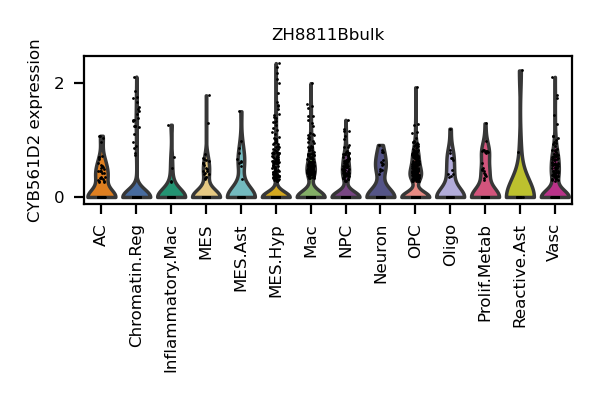 ZH8811Bbulk
CYB561D2 expression
2
0
AC
Chromatin.Reg
Inflammatory.Mac
MES
MES.Ast
MES.Hyp
Mac
NPC
Neuron
OPC
Oligo
Prolif.Metab
Reactive.Ast
Vasc